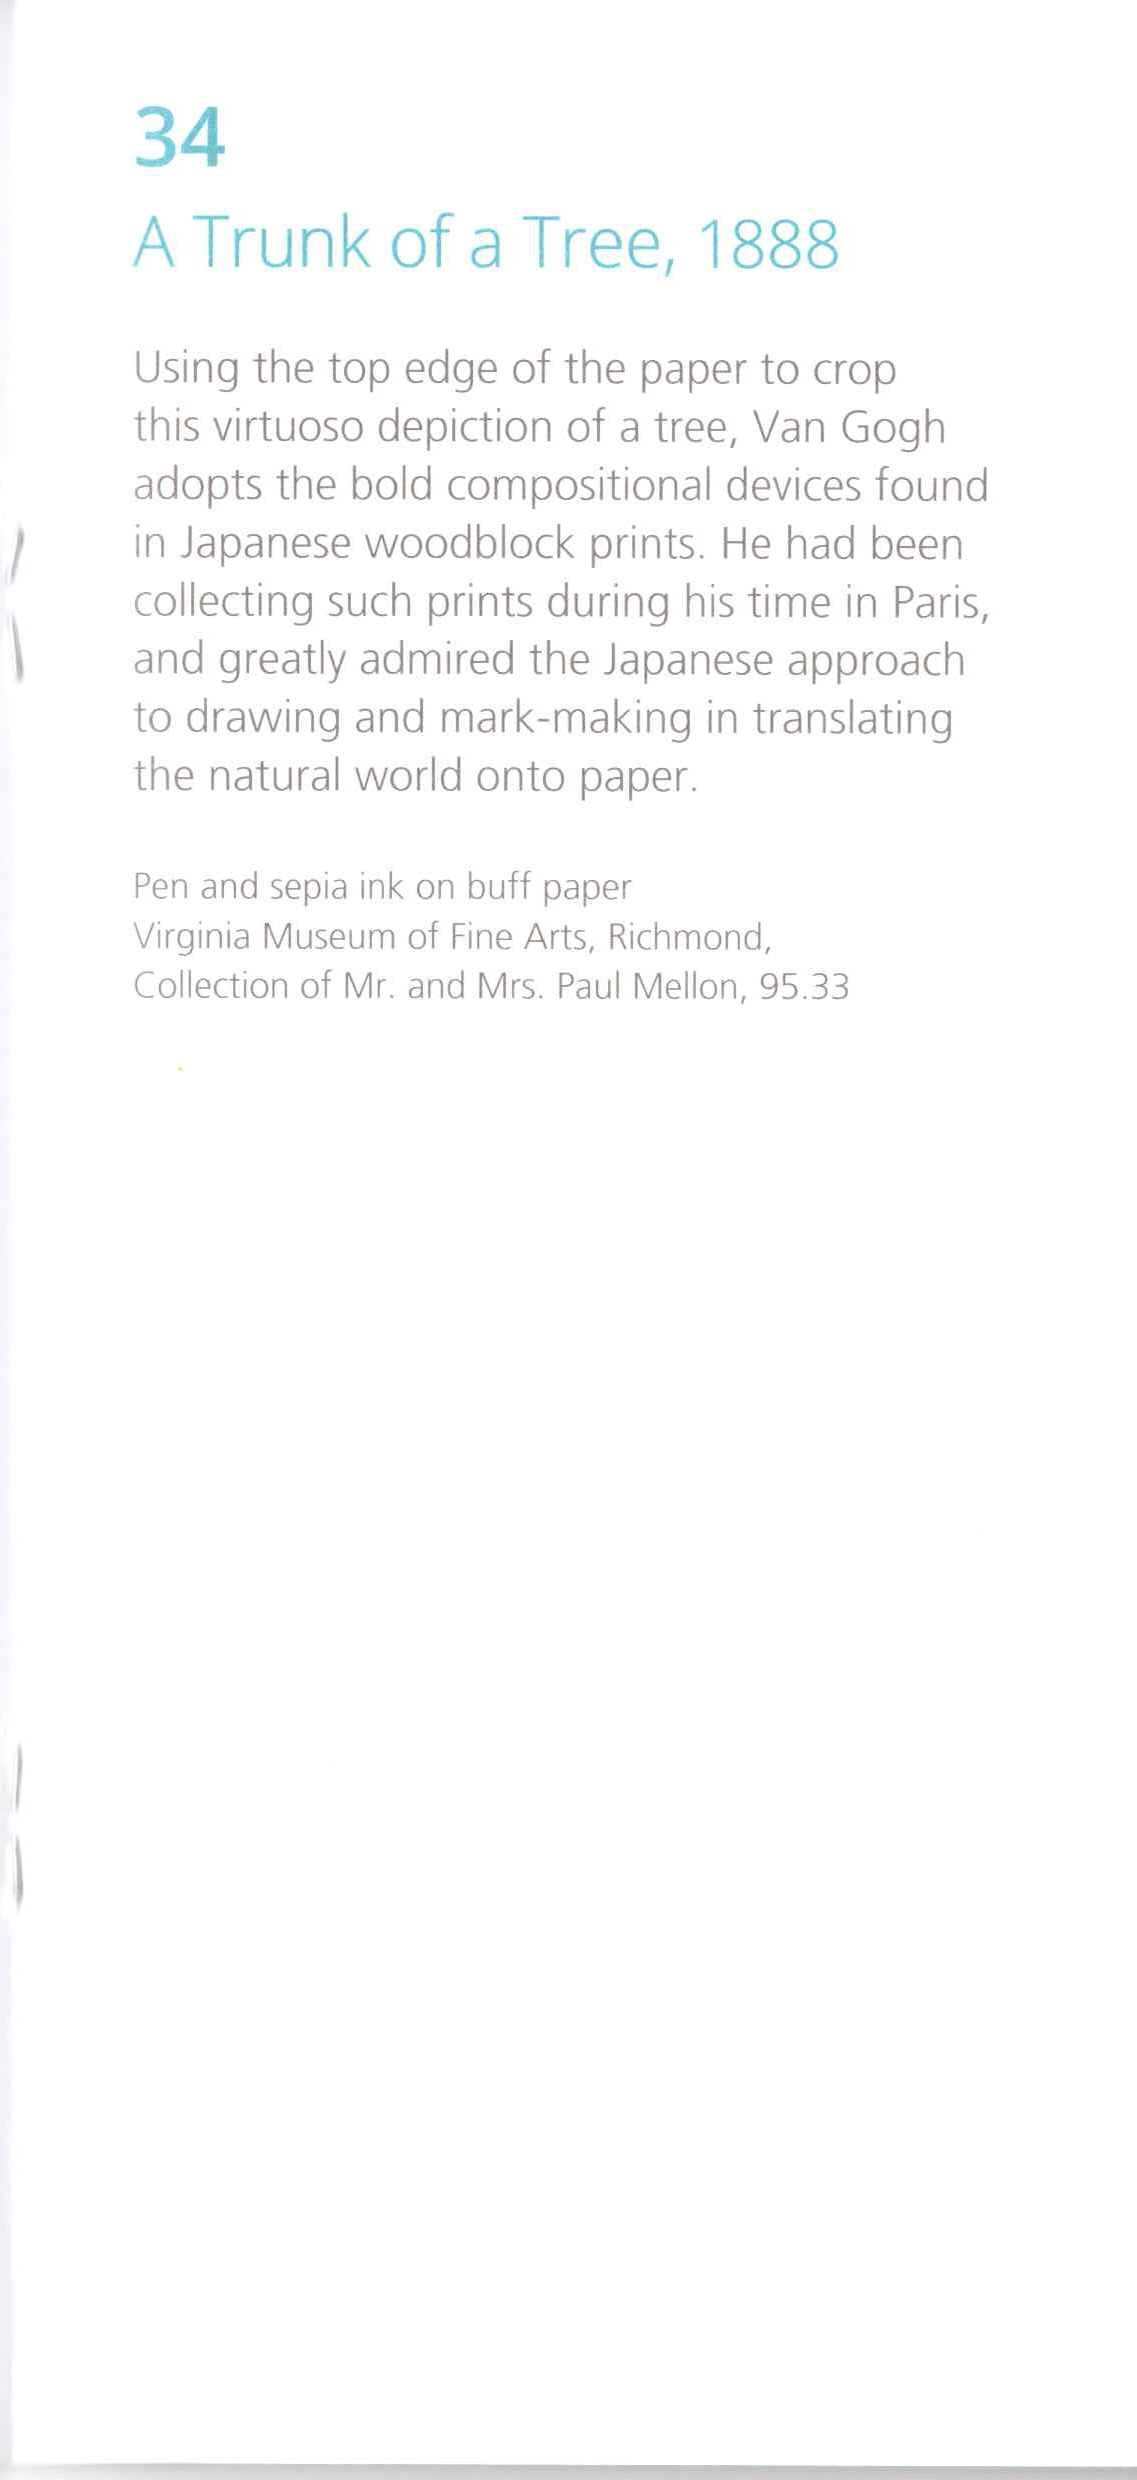 34
A Trunk of a Tree, 1888
Using the top edge of the paper to crop
this virtuoso depiction of a tree, Van Gogh
adopts the bold compositional devices found
in Japanese woodblock prints. He had been
collecting such prints during his time in Paris,
and greatly admired the Japanese approach
to drawing and mark-making in translating
the natural world onto paper.
Pen and sepia ink on buff paper
Virginia Museum of Fine Arts, Richmond,
Collection of Mr. and Mrs. Paul Mellon, 95.33